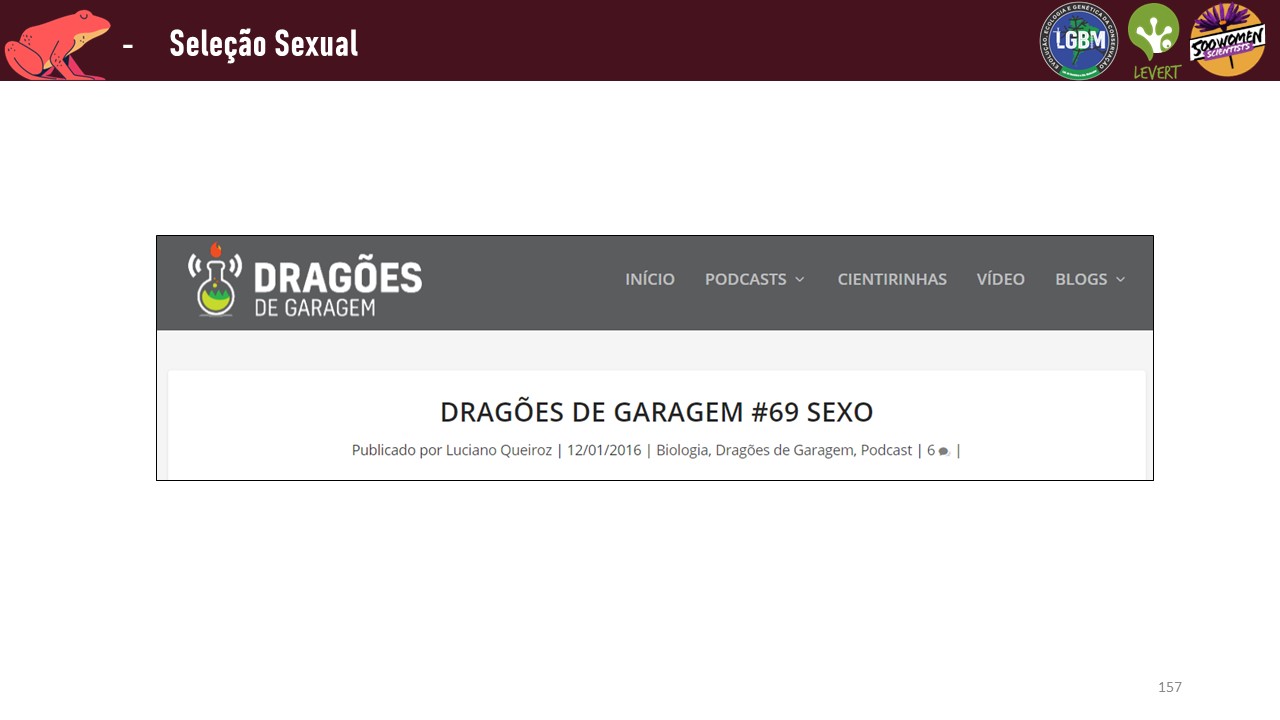 - Seleção Sexual
EVOLUÇÃO, ECOLOGIA E GENÉTICA DA CONSERVAÇÃO
LGBM
LEVERT
500 WOMEN
SCIENTISTS
DRAGÕES
DE GARAGEM
INÍCIO PODCASTS CIENTIRINHAS VÍDEO BLOGS
DRAGÕES DE GARAGEM #69 SEXO
Publicado por Luciano Queiroz | 12/01/2016 | Biologia, Dragões de Garagem, Podcast | 6 |
157